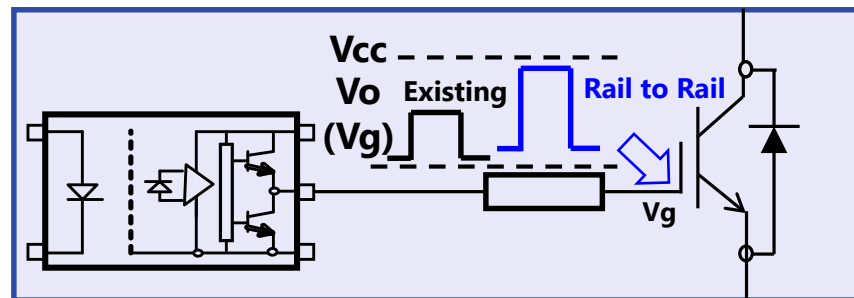 Vcc
Vo
(Vg)
Existing
Rail to Rail
Vg